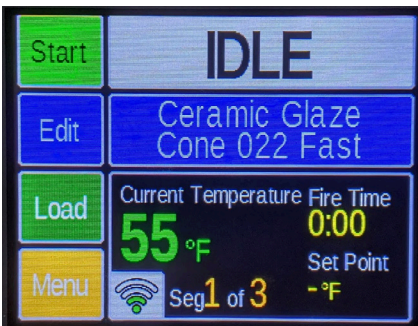 Start
IDLE
Edit
Ceramic Glaze
Cone 022 Fast
Load
Current Temperature
55 °F
Fire Time
0:00
Set Point
- °F
Menu
Seg 1 of 3